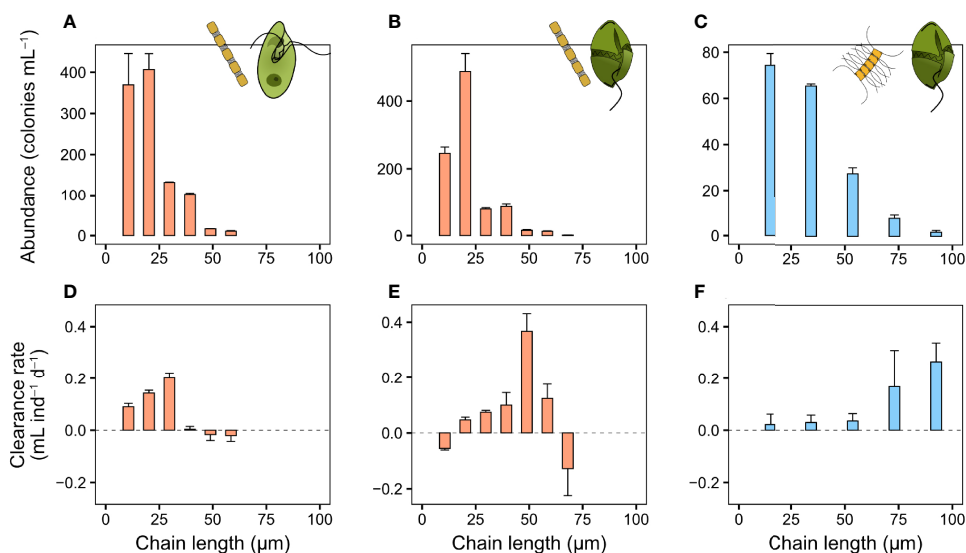 A
B
C
Abundance (colonies mL⁻¹)
400
300
200
100
0
400
200
0
80
60
40
20
0
0 25 50 75 100
0 25 50 75 100
0 25 50 75 100
D
E
F
Clearance rate
(mL ind⁻¹ d⁻¹)
0.4
0.2
0.0
−0.2
0.4
0.2
0.0
−0.2
0.4
0.2
0.0
−0.2
0 25 50 75 100
0 25 50 75 100
0 25 50 75 100
Chain length (µm)
Chain length (µm)
Chain length (µm)